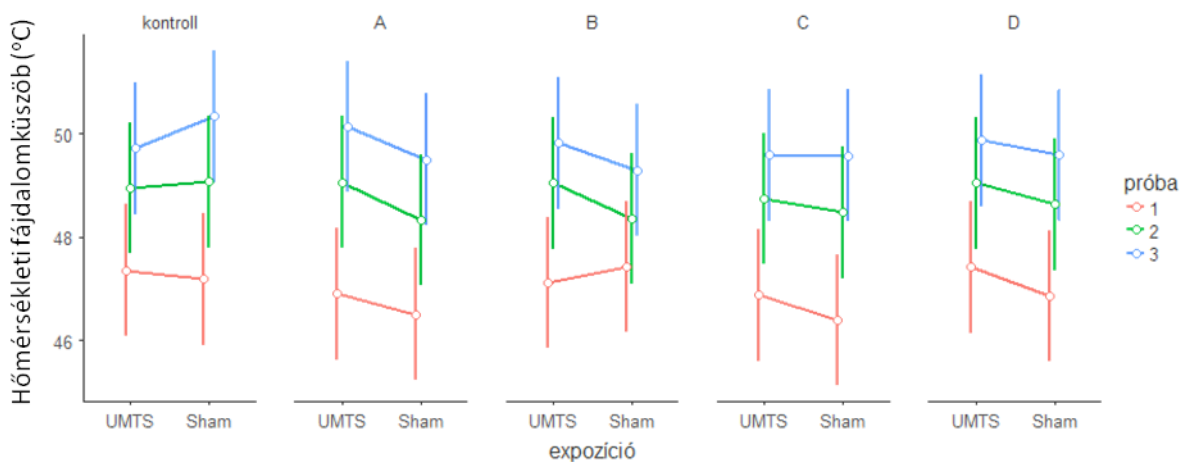 kontroll A B C D
Hőmérsékleti fájdalomküszöb (°C)
50
48
46
UMTS Sham UMTS Sham UMTS Sham UMTS Sham UMTS Sham
expozíció
próba
1
2
3